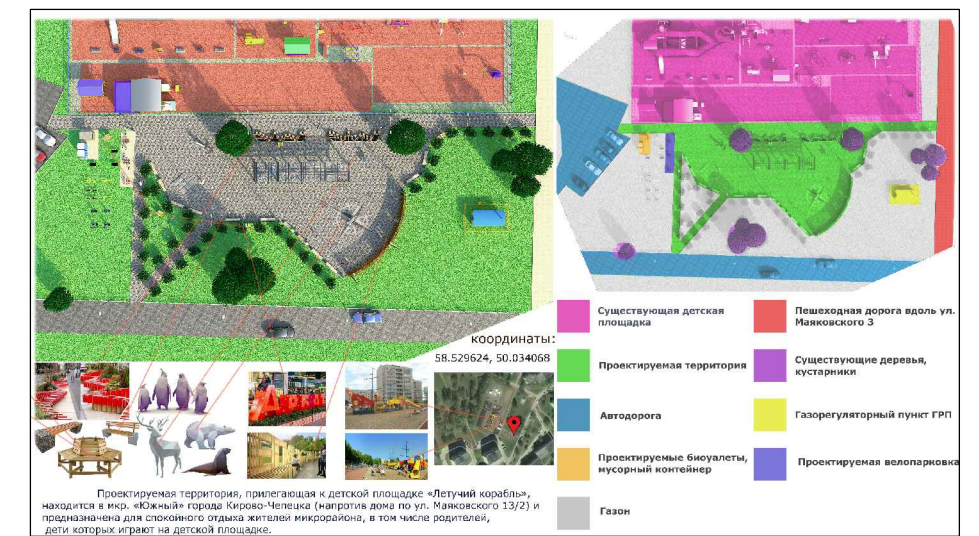 координаты:
58.529624, 50.034068
Существующая детская
площадка
Пешеходная дорога вдоль ул.
Маяковского 3
Проектируемая территория
Существующие деревья,
кустарники
Автодорога
Газорегуляторный пункт ГРП
Проектируемые биоуалеты,
мусорный контейнер
Проектируемая велопарковка
Газон
Проектируемая территория, прилегающая к детской площадке «Летучий корабль»,
находится в мкр. «Южный» города Кирово-Чепецка (напротив дома по ул. Маяковского 13/2) и
предназначена для спокойного отдыха жителей микрорайона, в том числе родителей,
дети которых играют на детской площадке.